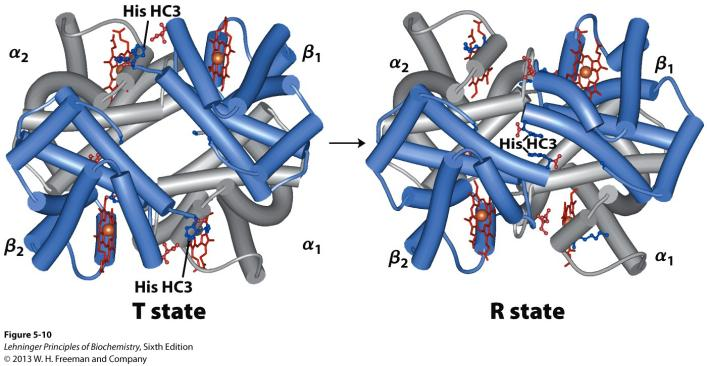 His HC3
α2
β1
β2
α1
His HC3
T state
α2
β1
His HC3
β2
α1
R state
Figure 5-10
Lehninger Principles of Biochemistry, Sixth Edition
© 2013 W. H. Freeman and Company